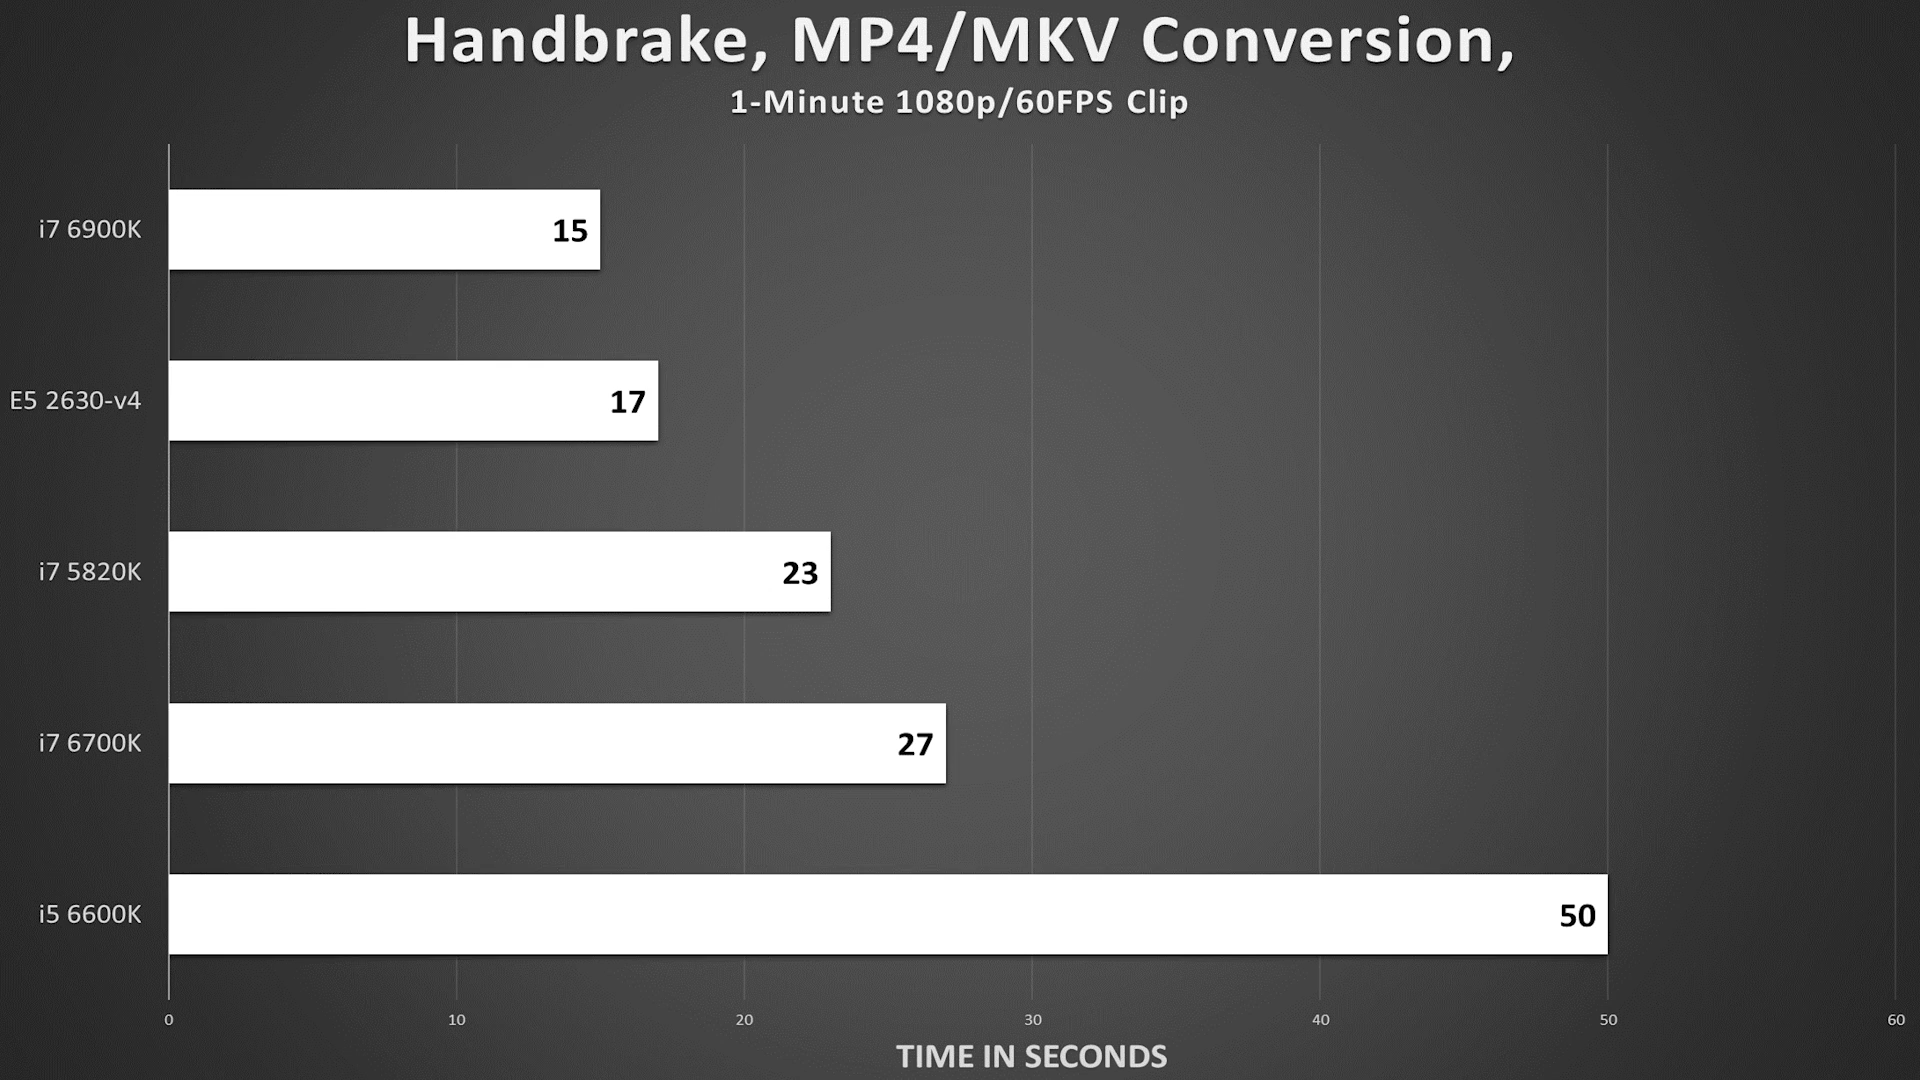 Handbrake, MP4/MKV Conversion,
1-Minute 1080p/60FPS Clip
i7 6900K 15
E5 2630-v4 17
i7 5820K 23
i7 6700K 27
i5 6600K 50
0 10 20 30 40 50 60
TIME IN SECONDS